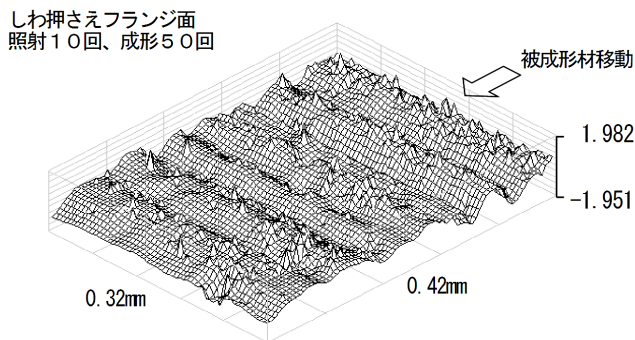 しわ押さえフランジ面
照射１０回、成形５０回
被成形材移動
1.982
-1.951
0.32mm
0.42mm